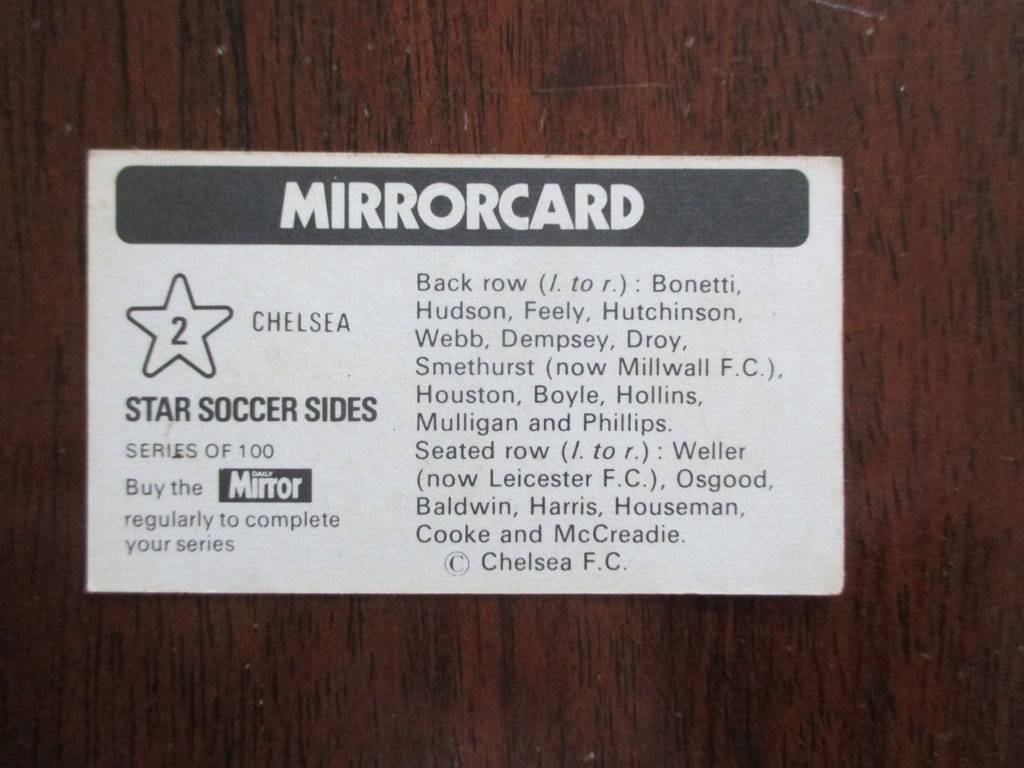 MIRRORCARD
2
CHELSEA
STAR SOCCER SIDES
SERIES OF 100
Buy the DAILY Mirror
regularly to complete
your series
Back row (l. to r.) : Bonetti,
Hudson, Feely, Hutchinson,
Webb, Dempsey, Droy,
Smethurst (now Millwall F.C.),
Houston, Boyle, Hollins,
Mulligan and Phillips.
Seated row (l. to r.) : Weller
(now Leicester F.C.), Osgood,
Baldwin, Harris, Houseman,
Cooke and McCreadie.
© Chelsea F.C.